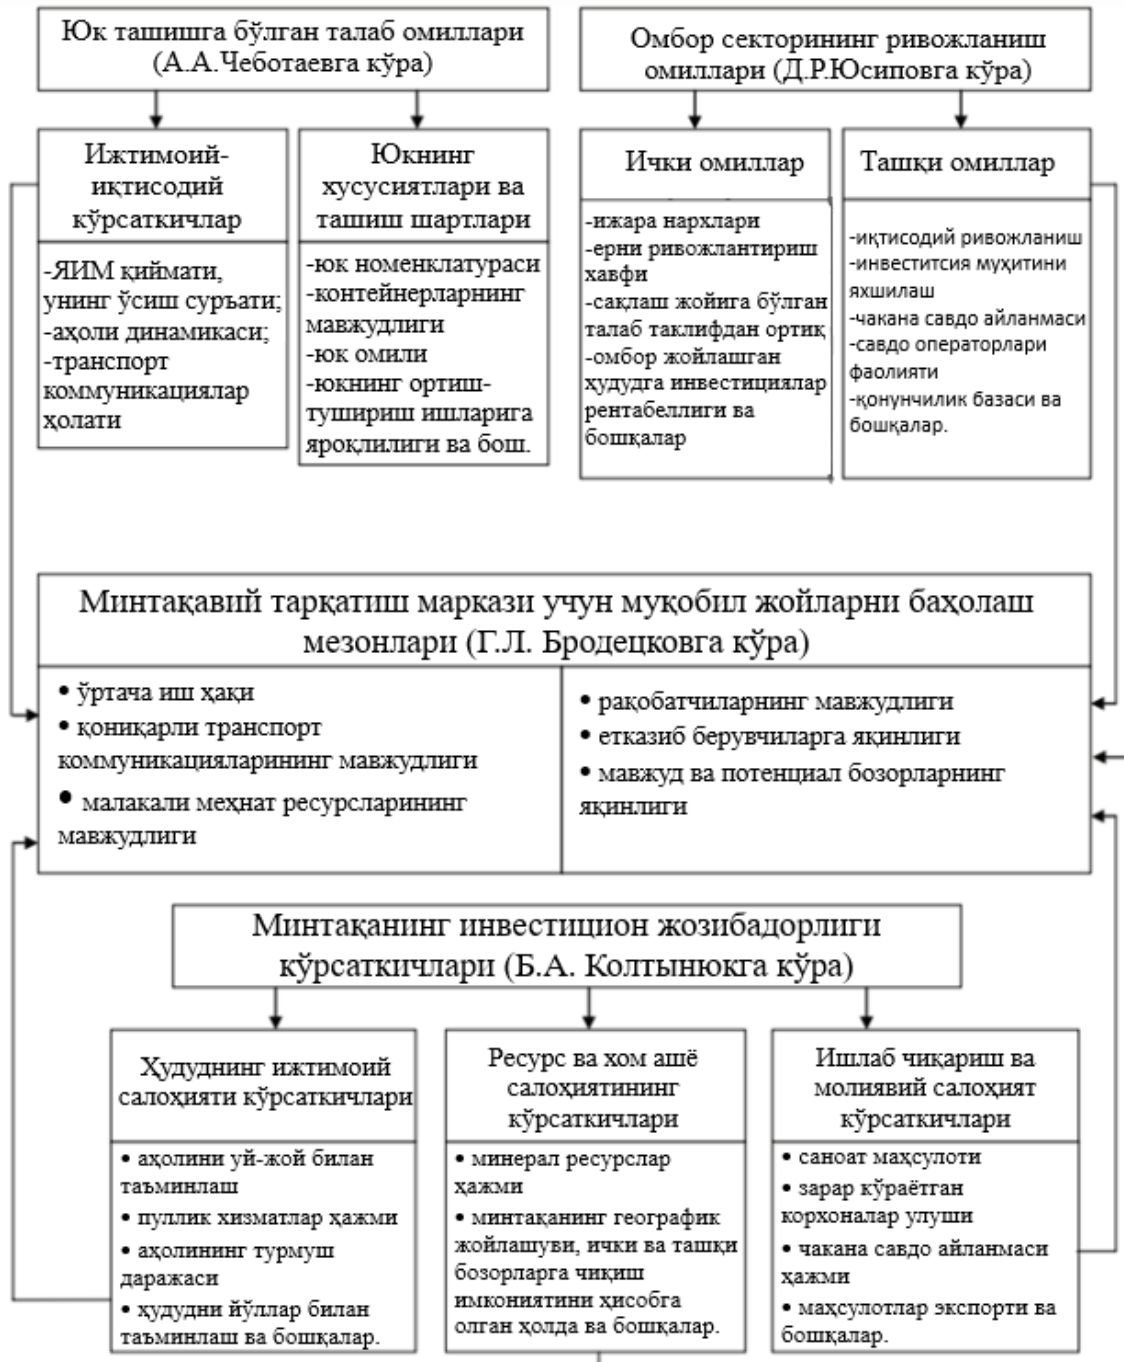 Юк ташишга бўлган талаб омиллари
(А.А.Чеботаевга кўра)
Ижтимоий-
иқтисодий
кўрсаткичлар
-ЯИМ қиймати,
унинг ўсиш суръати;
-аҳоли динамикаси;
-транспорт
коммуникациялар
ҳолати
Юкнинг
хусусиятлари ва
ташиш шартлари
-юк номенклатураси
-контейнерларнинг
мавжудлиги
-юк омили
-юкнинг ортиш-
тушириш ишларига
яроқлилиги ва бош.
Омбор секторининг ривожланиш
омиллари (Д.Р.Юсиповга кўра)
Ички омиллар
-ижара нархлари
-ерни ривожлантириш
хавфи
-сақлаш жойига бўлган
талаб таклифдан ортиқ
-омбор жойлашган
ҳудудга инвестициялар
рентабеллиги ва
бошқалар
Ташқи омиллар
-иқтисодий ривожланиш
-инвеститсия муҳитини
яхшилаш
-чакана савдо айланмаси
-савдо операторлари
фаолияти
-қонунчилик базаси ва
бошқалар.
Минтақавий тарқатиш маркази учун муқобил жойларни баҳолаш
мезонлари (Г.Л. Бродецковга кўра)
• ўртача иш ҳақи
• қониқарли транспорт
коммуникацияларининг мавжудлиги
• малакали меҳнат ресурсларининг
мавжудлиги
• рақобатчиларнинг мавжудлиги
• етказиб берувчиларга яқинлиги
• мавжуд ва потенциал бозорларнинг
яқинлиги
Минтақанинг инвестицион жозибадорлиги
кўрсаткичлари (Б.А. Колтынюкга кўра)
Ҳудуднинг ижтимоий
салоҳияти кўрсаткичлари
• аҳолини уй-жой билан
таъминлаш
• пуллик хизматлар ҳажми
• аҳолининг турмуш
даражаси
• ҳудудни йўллар билан
таъминлаш ва бошқалар.
Ресурс ва хом ашё
салоҳиятининг
кўрсаткичлари
• минерал ресурслар
ҳажми
• минтақанинг географик
жойлашуви, ички ва ташқи
бозорларга чиқиш
имкониятини ҳисобга
олган ҳолда ва бошқалар.
Ишлаб чиқариш ва
молиявий салоҳият
кўрсаткичлари
• саноат маҳсулоти
• зарар кўраётган
корхоналар улуши
• чакана савдо айланмаси
ҳажми
• маҳсулотлар экспорти ва
бошқалар.